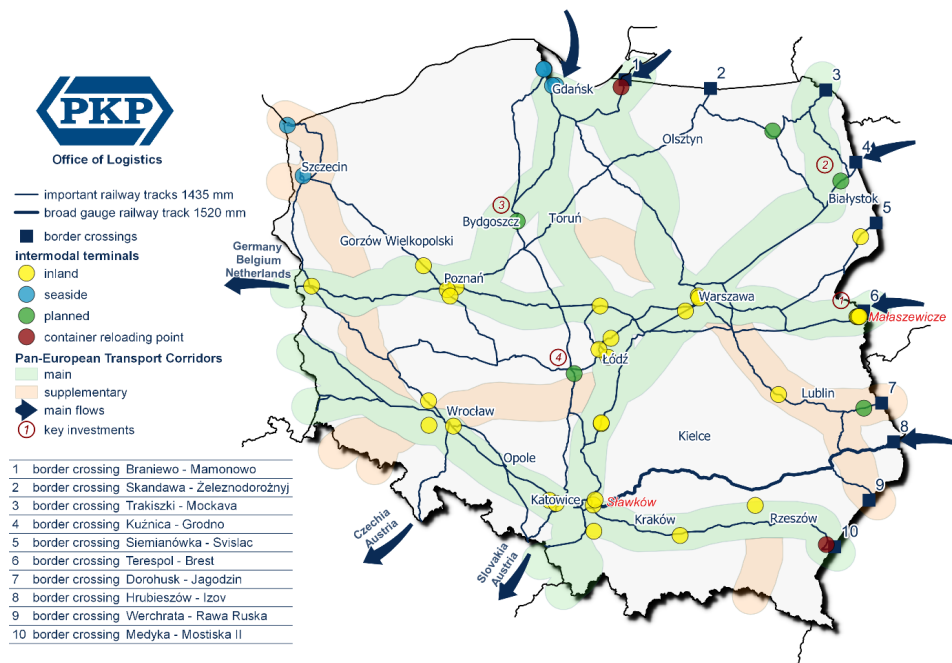 PKP
Office of Logistics
important railway tracks 1435 mm
broad gauge railway track 1520 mm
border crossings
intermodal terminals
inland
seaside
planned
container reloading point
Pan-European Transport Corridors
main
supplementary
main flows
1 key investments
1 border crossing Braniewo - Mamonowo
2 border crossing Skandawa - Żeleznodorożnyj
3 border crossing Trakiszki - Mockava
4 border crossing Kuźnica - Grodno
5 border crossing Siemianówka - Svislac
6 border crossing Terespol - Brest
7 border crossing Dorohusk - Jagodzin
8 border crossing Hrubieszów - Izov
9 border crossing Werchrata - Rawa Ruska
10 border crossing Medyka - Mostiska II
1
2
3
Gdańsk
Olsztyn
4
2
Szczecin
Białystok
3
Bydgoszcz
Toruń
5
Gorzów Wielkopolski
Germany
Belgium
Netherlands
Poznań
Warszawa
1
6
Małaszewicze
4
Łódź
Lublin
7
Wrocław
Kielce
8
Opole
Katowice
Sławków
9
Kraków
Rzeszów
10
Czechia
Austria
Slovakia
Austria